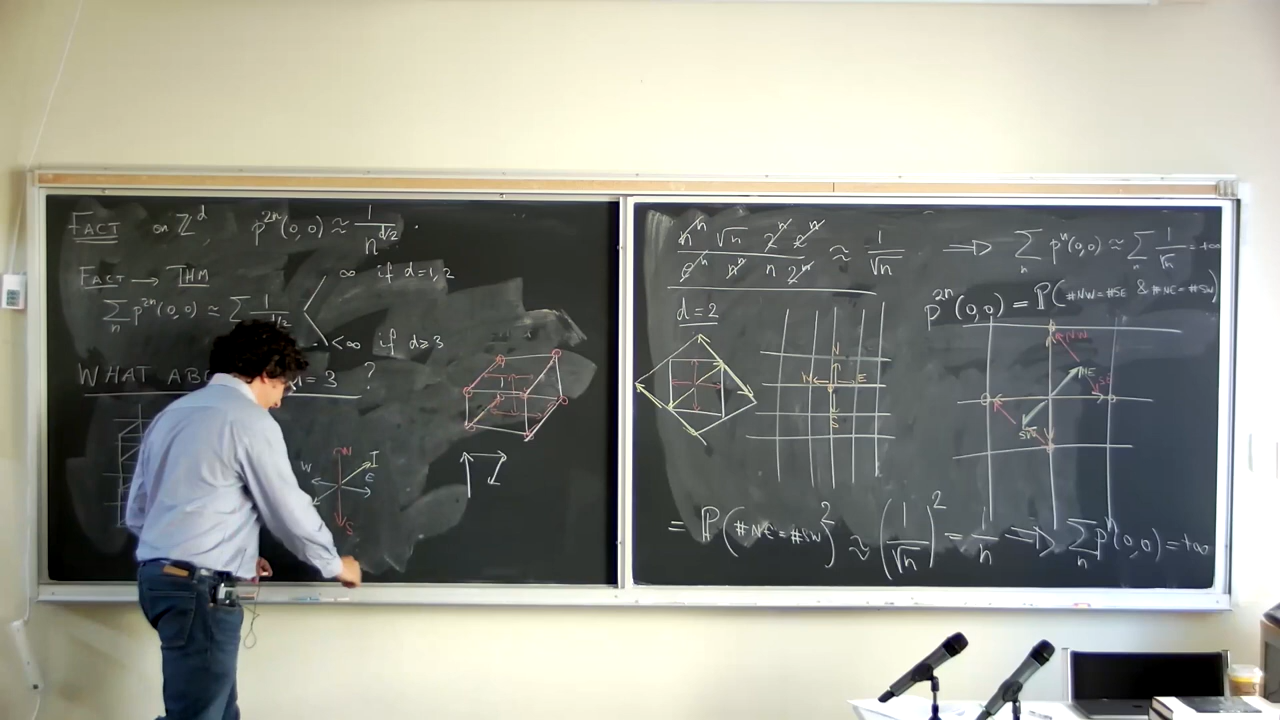 FACT on ℤ^d, p^{2n}(0,0) ≈ 1/n^{d/2}.
FACT → THM
∞ if d=1,2
∑_n p^{2n}(0,0) ≈ ∑ 1/n^{d/2}
<∞ if d≥3
WHAT = 3 ?
N
W I
E
S
n̶^n √n 2̶^n e̶^n / e̶^n n̶^n n 2̶^n ≈ 1/√n ⟹ ∑_n p^n(0,0) ≈ ∑_n 1/√n = +∞
d=2
p^{2n}(0,0) = P(#NW=#SE & #NE=#SW)
N
W E
S
NW
NE
SE
SW
= P(#NE=#SW)^2 ≈ (1/√n)^2 = 1/n ⟹ ∑_n p^n(0,0) = +∞